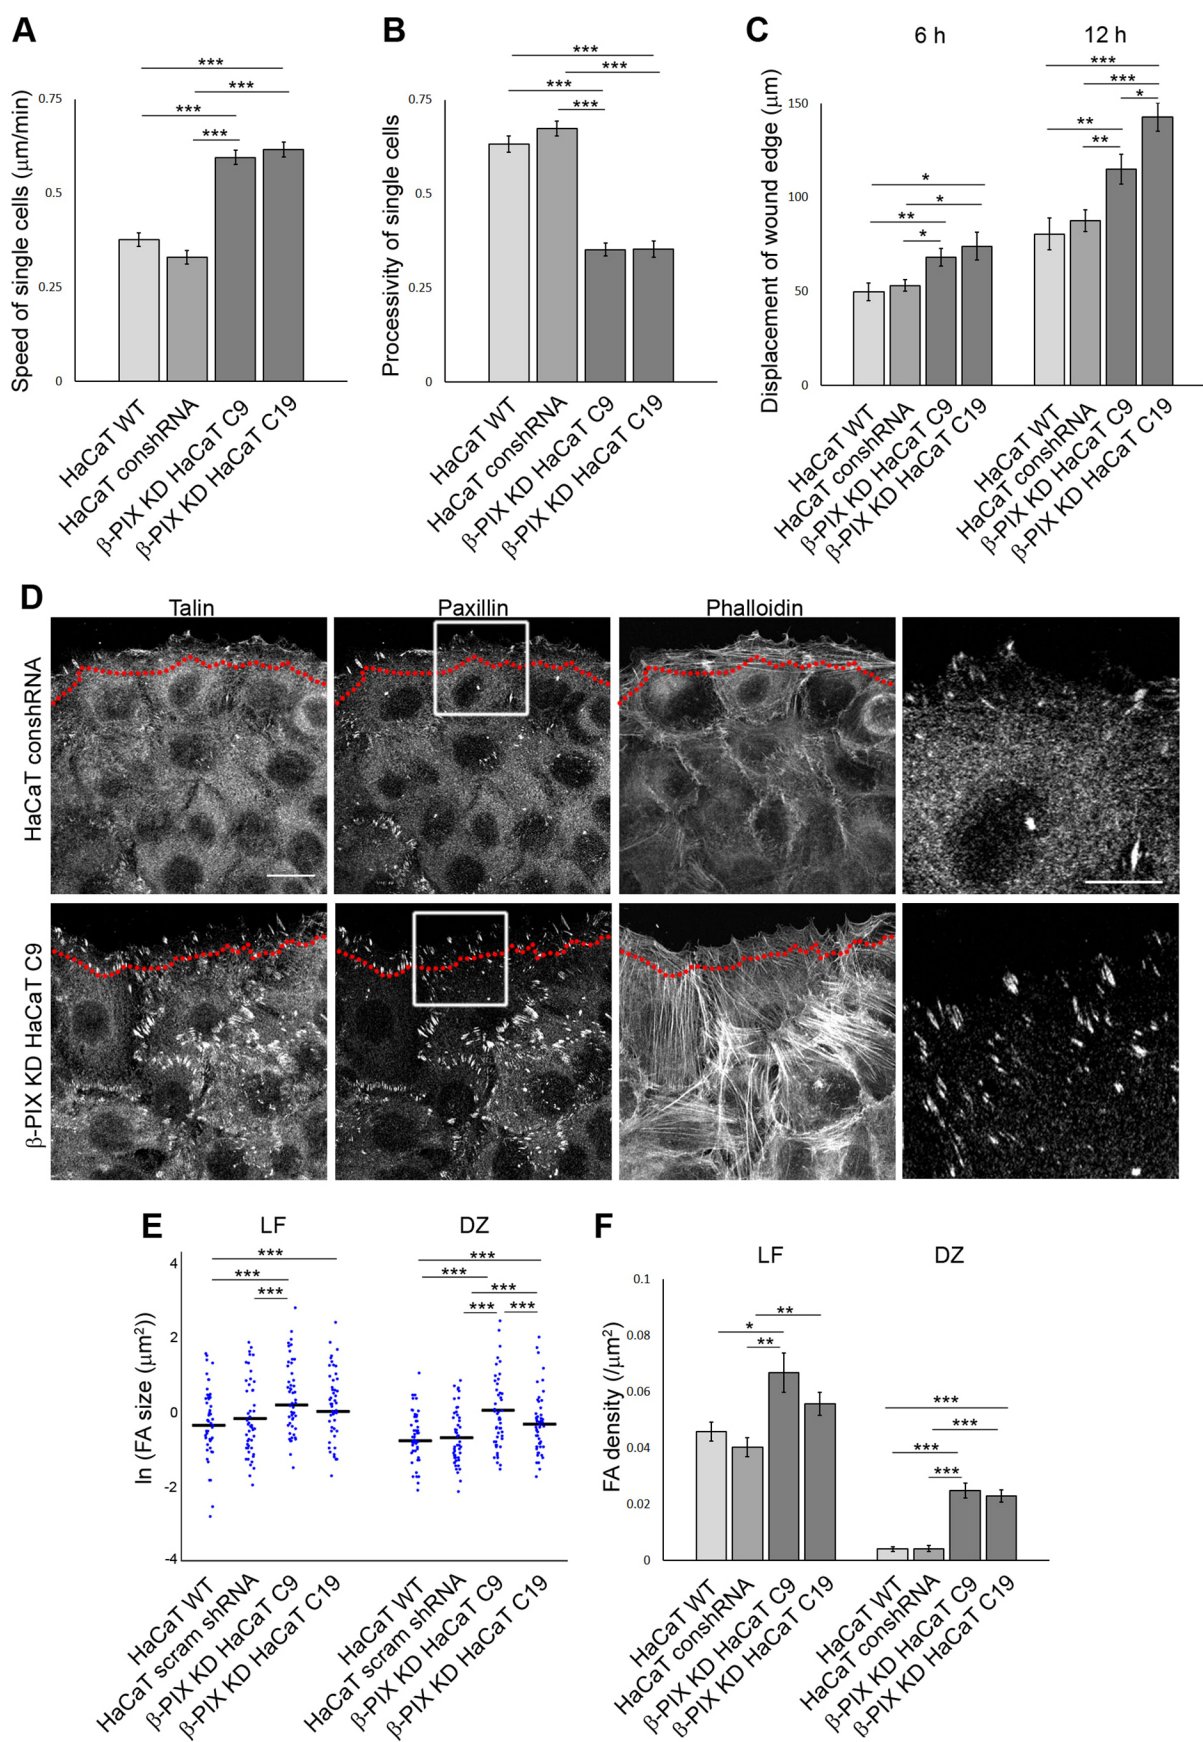 A
B
C
6 h
12 h
***
***
***
***
0.75
0.5
0.25
0
Speed of single cells (μm/min)
HaCaT WT
HaCaT conshRNA
β-PIX KD HaCaT C9
β-PIX KD HaCaT C19
***
***
***
***
0.75
0.5
0.25
0
Processivity of single cells
HaCaT WT
HaCaT conshRNA
β-PIX KD HaCaT C9
β-PIX KD HaCaT C19
*
*
**
*
***
***
*
**
**
150
100
50
0
Displacement of wound edge (μm)
HaCaT WT
HaCaT conshRNA
β-PIX KD HaCaT C9
β-PIX KD HaCaT C19
HaCaT WT
HaCaT conshRNA
β-PIX KD HaCaT C9
β-PIX KD HaCaT C19
D
Talin
Paxillin
Phalloidin
HaCaT conshRNA
β-PIX KD HaCaT C9
E
LF
DZ
***
***
***
***
***
***
***
***
4
2
0
-2
-4
ln (FA size (μm²))
HaCaT WT
HaCaT scram shRNA
β-PIX KD HaCaT C9
β-PIX KD HaCaT C19
HaCaT WT
HaCaT scram shRNA
β-PIX KD HaCaT C9
β-PIX KD HaCaT C19
F
LF
DZ
**
*
**
***
***
***
***
0.1
0.08
0.06
0.04
0.02
0
FA density (/μm²)
HaCaT WT
HaCaT conshRNA
β-PIX KD HaCaT C9
β-PIX KD HaCaT C19
HaCaT WT
HaCaT conshRNA
β-PIX KD HaCaT C9
β-PIX KD HaCaT C19